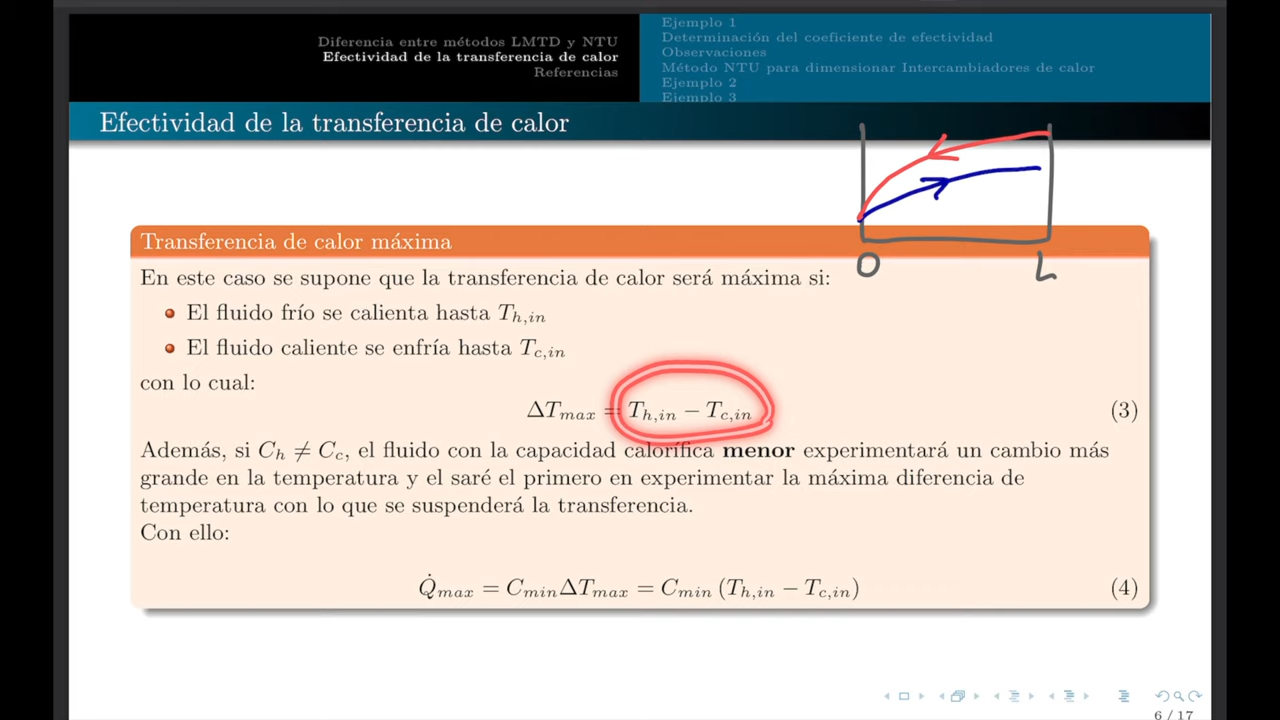 Diferencia entre métodos LMTD y NTU
Efectividad de la transferencia de calor
Referencias
Ejemplo 1
Determinación del coeficiente de efectividad
Observaciones
Método NTU para dimensionar Intercambiadores de calor
Ejemplo 2
Ejemplo 3
Efectividad de la transferencia de calor
0 L
Transferencia de calor máxima
En este caso se supone que la transferencia de calor será máxima si:
El fluido frío se calienta hasta T_{h,in}
El fluido caliente se enfría hasta T_{c,in}
con lo cual:
ΔT_{max} = T_{h,in} − T_{c,in} (3)
Además, si C_h ≠ C_c, el fluido con la capacidad calorífica menor experimentará un cambio más
grande en la temperatura y el saré el primero en experimentar la máxima diferencia de
temperatura con lo que se suspenderá la transferencia.
Con ello:
Q̇_{max} = C_{min}ΔT_{max} = C_{min} (T_{h,in} − T_{c,in}) (4)
6 / 17